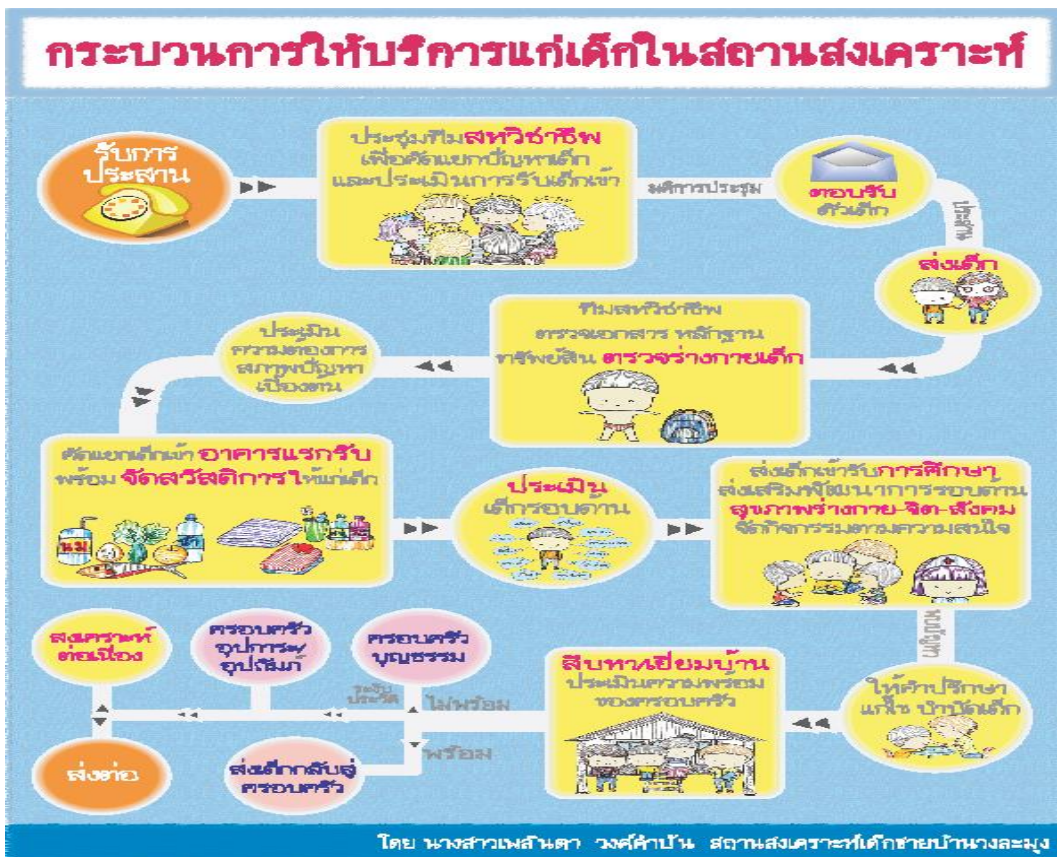 กระบวนการให้บริการแก่เด็กในสถานสงเคราะห์
รับการ
ประสาน
ประชุมทีมสหวิชาชีพ
เพื่อคัดแยกปัญหาเด็ก
และประเมินการรับเด็กเข้า
มติการประชุม
ตอบรับ
ตัวเด็ก
ประสาน
ส่งเด็ก
ทีมสหวิชาชีพ
ตรวจเอกสาร หลักฐาน
ทรัพย์สิน ตรวจร่างกายเด็ก
ประเมิน
ความต้องการ
สภาพปัญหา
เบื้องต้น
คัดแยกเด็กเข้า อาคารแรกรับ
พร้อม จัดสวัสดิการ ให้แก่เด็ก
นม
ประเมิน
เด็กรอบด้าน
ส่งเด็กเข้ารับการศึกษา
ส่งเสริมพัฒนาการรอบด้าน
สุขภาพร่างกาย-จิต-สังคม
จัดกิจกรรมตามความสนใจ
พบปัญหา
ให้คำปรึกษา
แก้ไข บำบัดเด็ก
สืบหา/เยี่ยมบ้าน
ประเมินความพร้อม
ของครอบครัว
ไม่พร้อม
พร้อม
ครอบครัว
บุญธรรม
ส่งเด็กกลับสู่
ครอบครัว
ครอบครัว
อุปการะ/
อุปถัมภ์
สงเคราะห์
ต่อเนื่อง
ส่งต่อ
โดย นางสาวเพลินตา วงค์คำปัน สถานสงเคราะห์เด็กชายบ้านบางละมุง